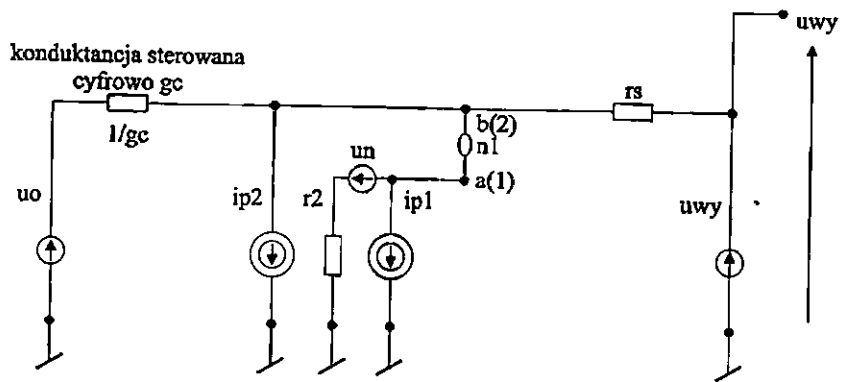 uwy
konduktancja sterowana
cyfrowo gc
rs
1/gc
b(2)
n1
un
a(1)
uo
ip2
r2
ip1
uwy